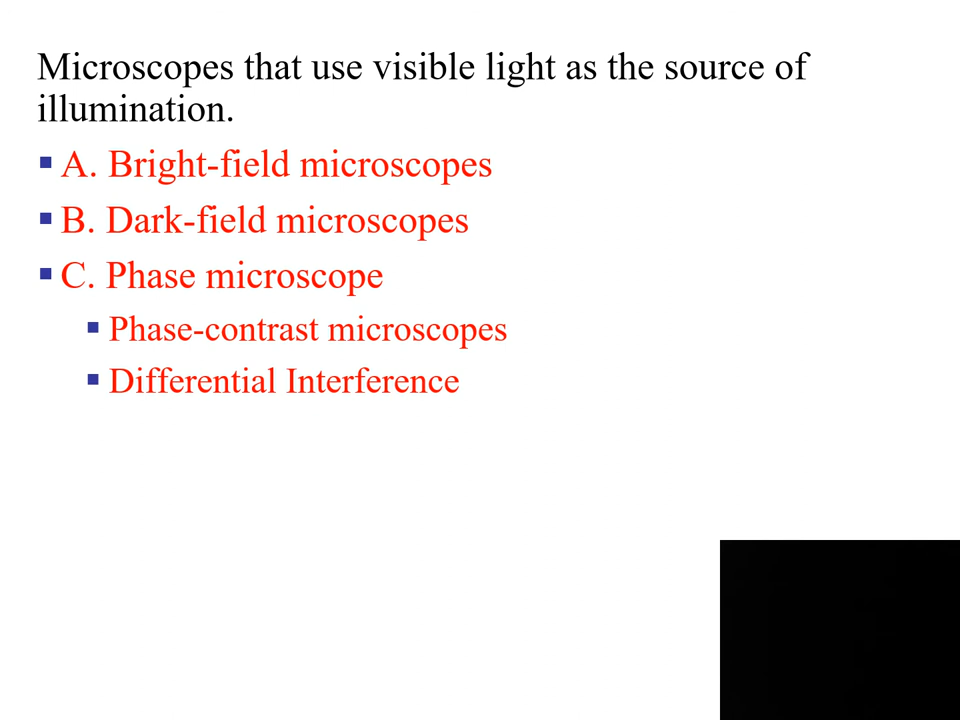 Microscopes that use visible light as the source of
illumination.
▪ A. Bright-field microscopes
▪ B. Dark-field microscopes
▪ C. Phase microscope
▪ Phase-contrast microscopes
▪ Differential Interference